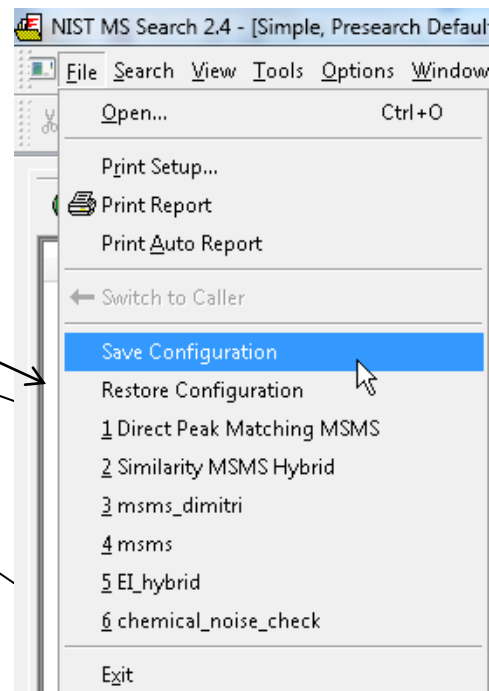 NIST MS Search 2.4 - [Simple, Presearch Defaul
File Search View Tools Options Window
Open... Ctrl+O
Print Setup...
Print Report
Print Auto Report
Switch to Caller
Save Configuration
Restore Configuration
1 Direct Peak Matching MSMS
2 Similarity MSMS Hybrid
3 msms_dimitri
4 msms
5 EI_hybrid
6 chemical_noise_check
Exit